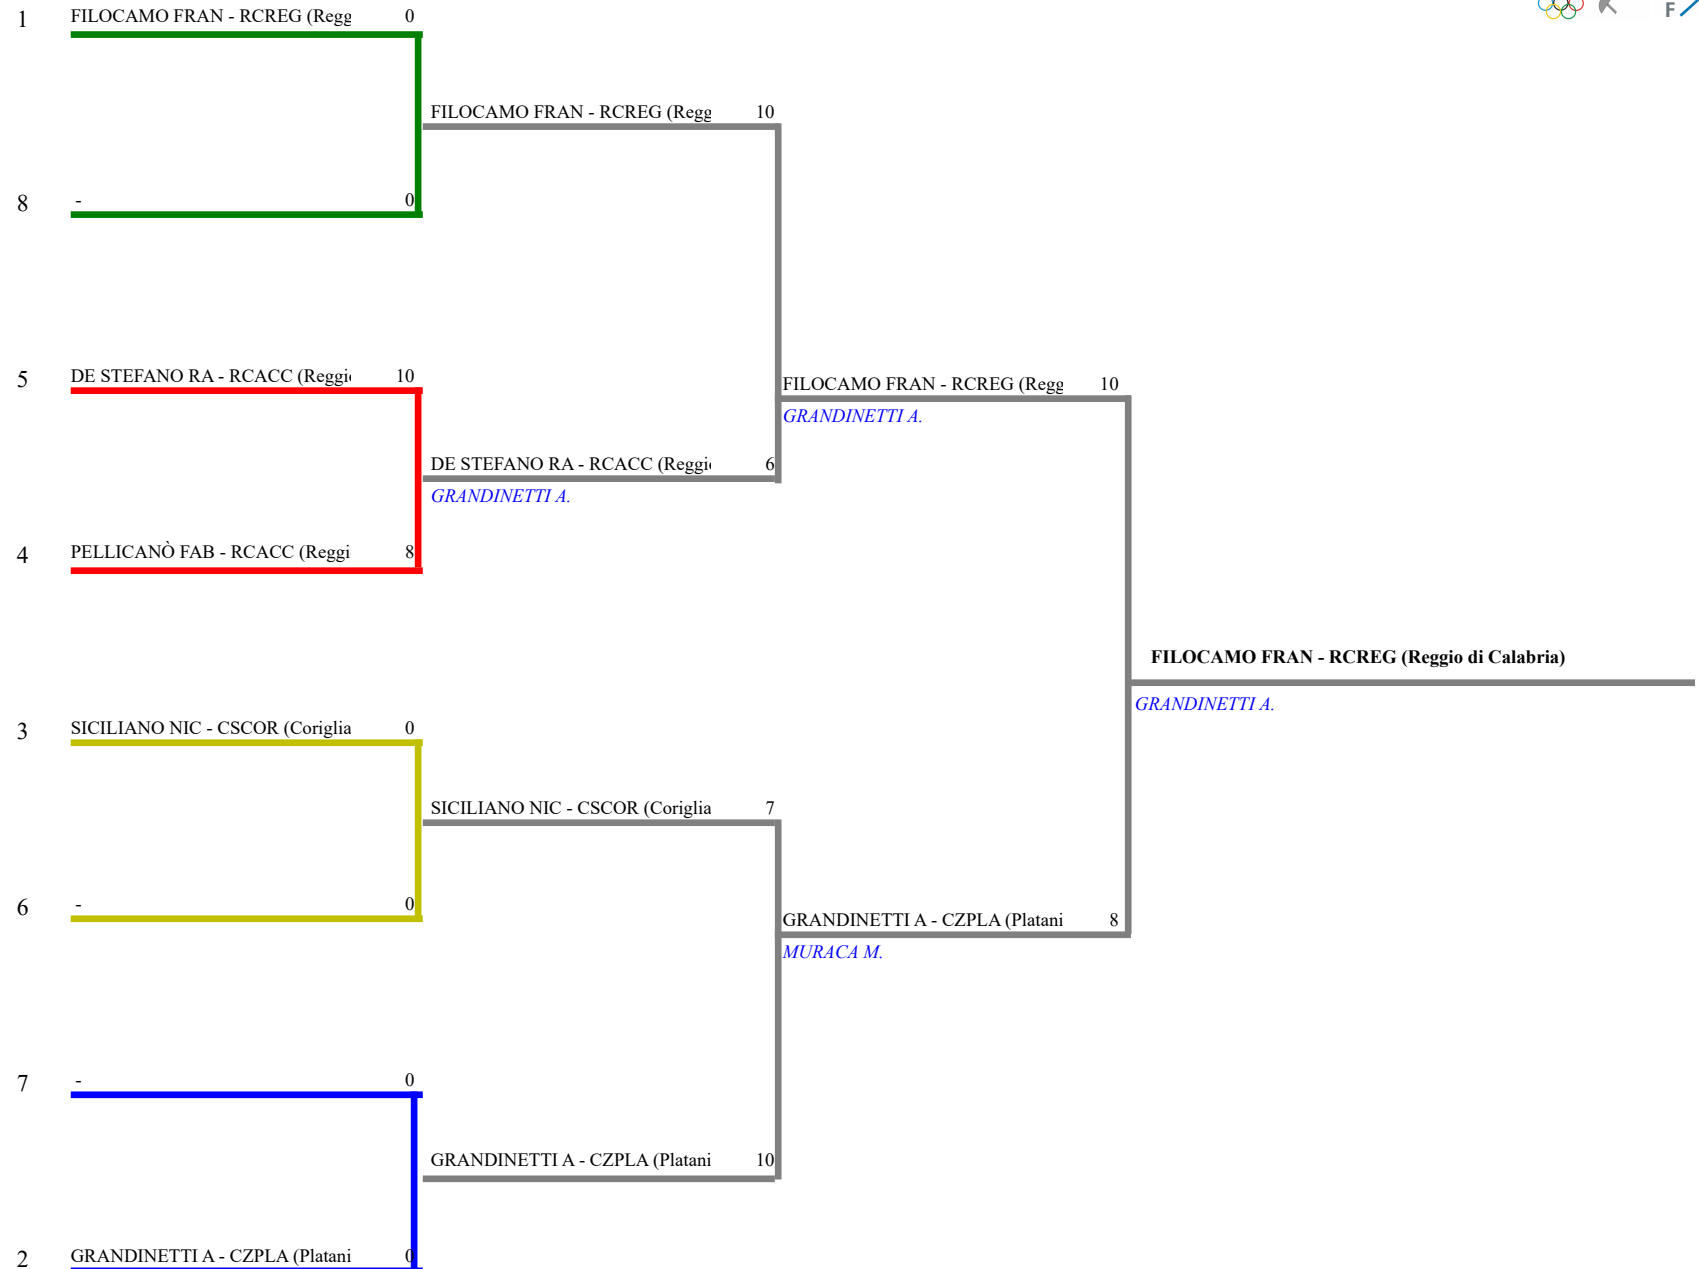 1 FILOCAMO FRAN - RCREG (Regg 0
F
FILOCAMO FRAN - RCREG (Regg 10
8 - 0
5 DE STEFANO RA - RCACC (Reggi 10
FILOCAMO FRAN - RCREG (Regg 10
GRANDINETTI A.
DE STEFANO RA - RCACC (Reggi 6
GRANDINETTI A.
4 PELLICANÒ FAB - RCACC (Reggi 8
FILOCAMO FRAN - RCREG (Reggio di Calabria)
GRANDINETTI A.
3 SICILIANO NIC - CSCOR (Coriglia 0
SICILIANO NIC - CSCOR (Coriglia 7
6 - 0
GRANDINETTI A - CZPLA (Platani 8
MURACA M.
7 - 0
GRANDINETTI A - CZPLA (Platani 10
2 GRANDINETTI A - CZPLA (Platani 0